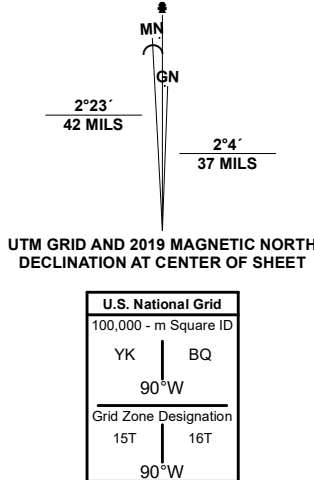 MN
GN
2°23´
42 MILS
2°4´
37 MILS
UTM GRID AND 2019 MAGNETIC NORTH
DECLINATION AT CENTER OF SHEET
U.S. National Grid
100,000 - m Square ID
YK BQ
90°W
Grid Zone Designation
15T 16T
90°W